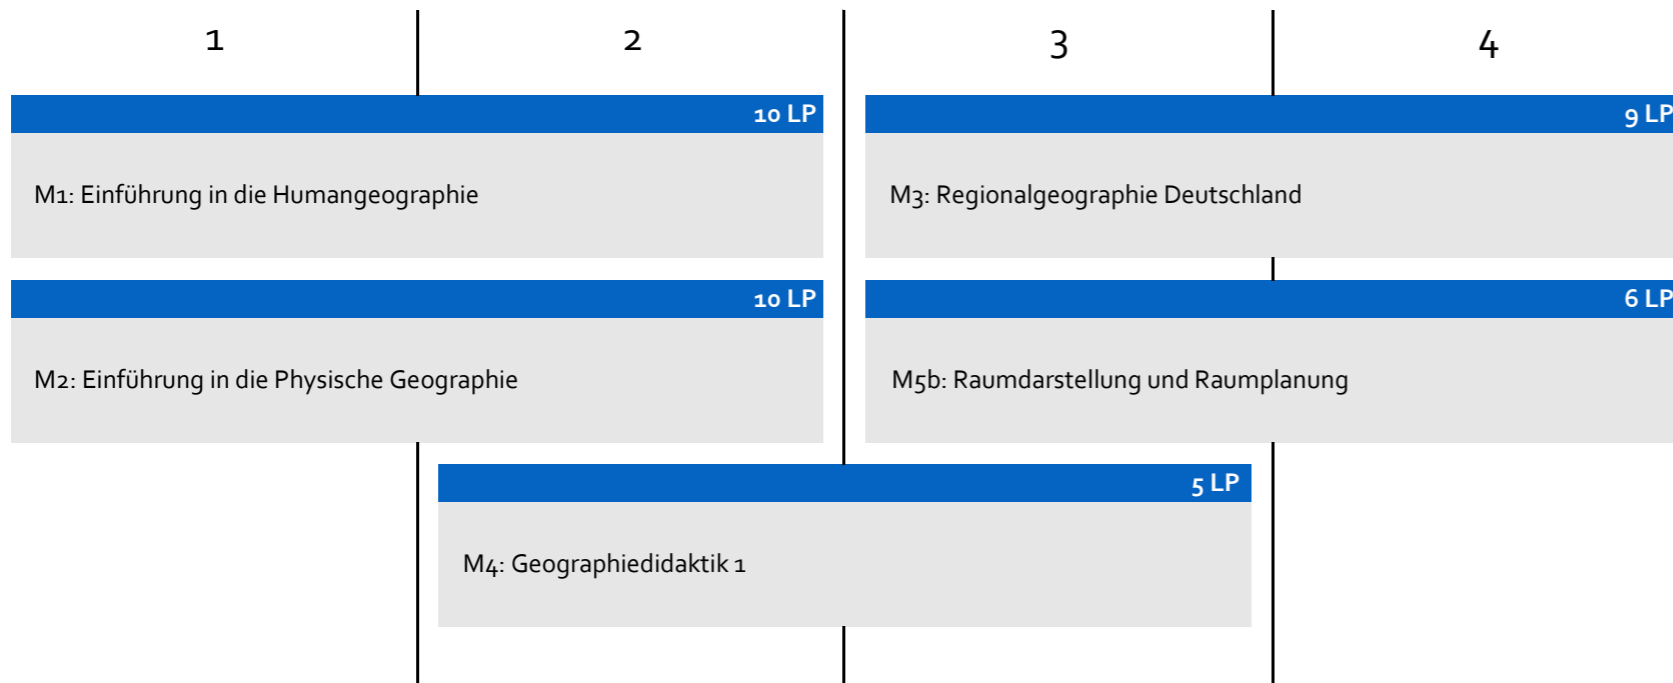 1 2 3 4
10 LP 9 LP
M1: Einführung in die Humangeographie M3: Regionalgeographie Deutschland
10 LP 6 LP
M2: Einführung in die Physische Geographie M5b: Raumdarstellung und Raumplanung
5 LP
M4: Geographiedidaktik 1